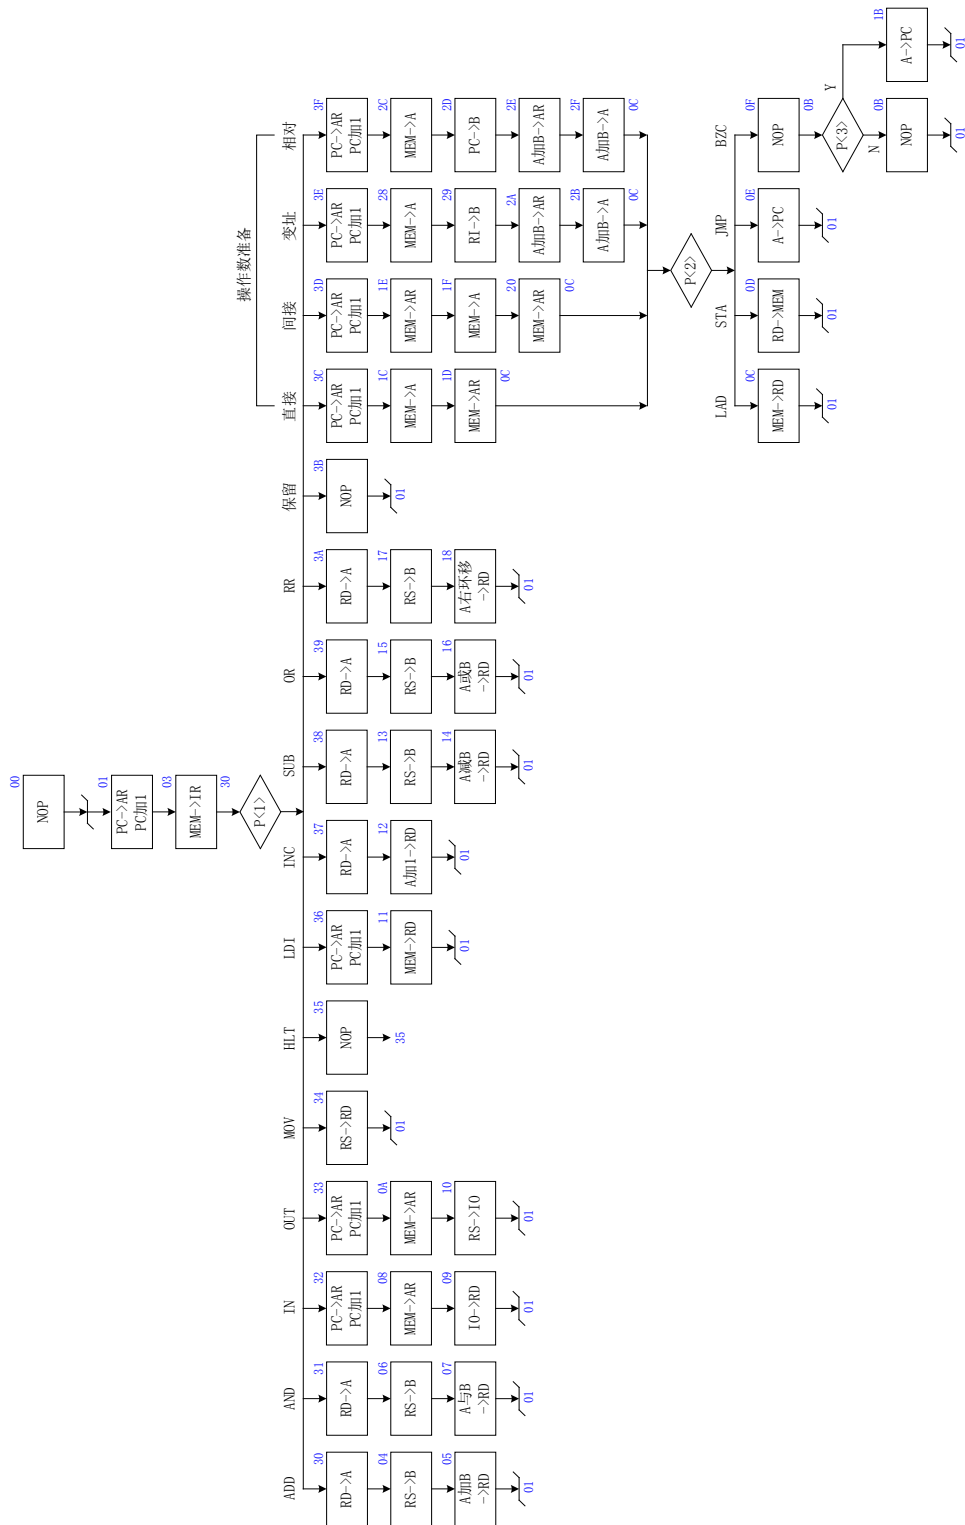 00
NOP
01
PC->AR
PC加1
03
MEM->IR
30
P<1>
ADD
30
RD->A
04
RS->B
05
A加B
->RD
01
AND
31
RD->A
06
RS->B
07
A与B
->RD
01
IN
32
PC->AR
PC加1
08
MEM->AR
09
IO->RD
01
OUT
33
PC->AR
PC加1
0A
MEM->AR
10
RS->IO
01
MOV
34
RS->RD
01
HLT
35
NOP
35
LDI
36
PC->AR
PC加1
11
MEM->RD
01
INC
37
RD->A
12
A加1->RD
01
SUB
38
RD->A
13
RS->B
14
A减B
->RD
01
OR
39
RD->A
15
RS->B
16
A或B
->RD
01
RR
3A
RD->A
17
RS->B
18
A右环移
->RD
01
保留
3B
NOP
01
操作数准备
直接
3C
PC->AR
PC加1
1C
MEM->A
1D
MEM->AR
0C
间接
3D
PC->AR
PC加1
1E
MEM->AR
1F
MEM->A
20
MEM->AR
0C
变址
3E
PC->AR
PC加1
28
MEM->A
29
RI->B
2A
A加B->AR
2B
A加B->A
0C
相对
3F
PC->AR
PC加1
2C
MEM->A
2D
PC->B
2E
A加B->AR
2F
A加B->A
0C
P<2>
LAD
0C
MEM->RD
01
STA
0D
RD->MEM
01
JMP
0E
A->PC
01
BZC
0F
NOP
0B
P<3>
N
0B
NOP
01
Y
1B
A->PC
01